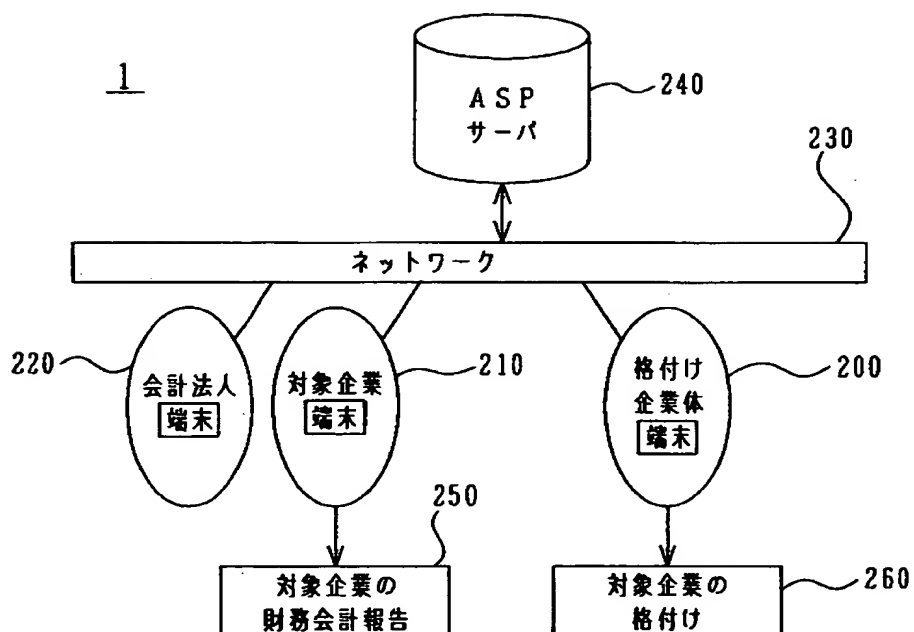 1
ASP
サーバ
240
230
ネットワーク
220
会計法人
端末
対象企業
端末
210
格付け
企業体
端末
200
250
対象企業の
財務会計報告
対象企業の
格付け
260